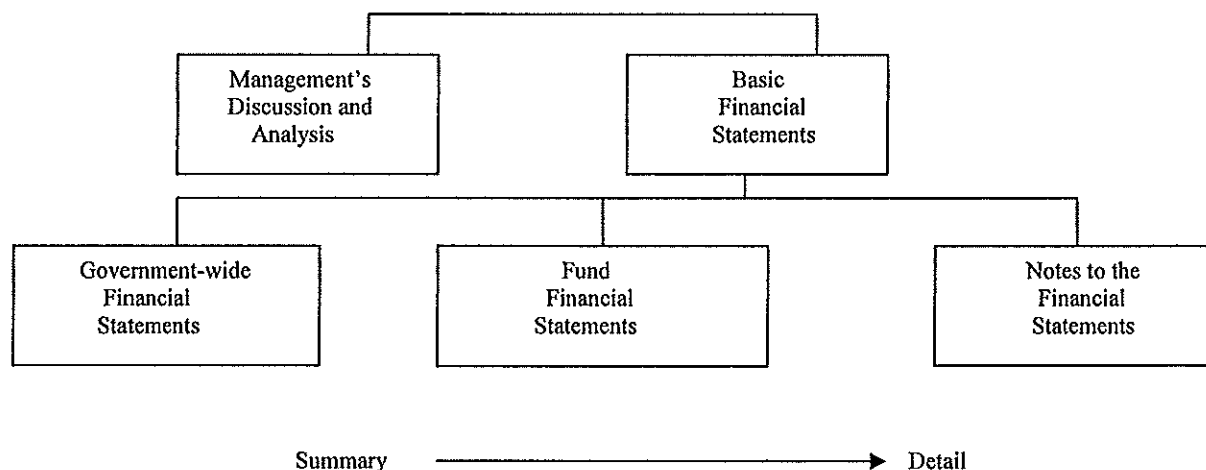 Management's
Discussion and
Analysis
Basic
Financial
Statements
Government-wide
Financial
Statements
Fund
Financial
Statements
Notes to the
Financial
Statements
Summary
Detail